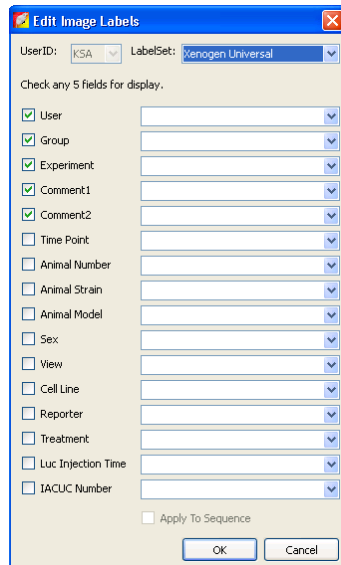 Edit Image Labels
UserID: KSA LabelSet: Xenogen Universal
Check any 5 fields for display.
User
Group
Experiment
Comment1
Comment2
Time Point
Animal Number
Animal Strain
Animal Model
Sex
View
Cell Line
Reporter
Treatment
Luc Injection Time
IACUC Number
Apply To Sequence
OK Cancel